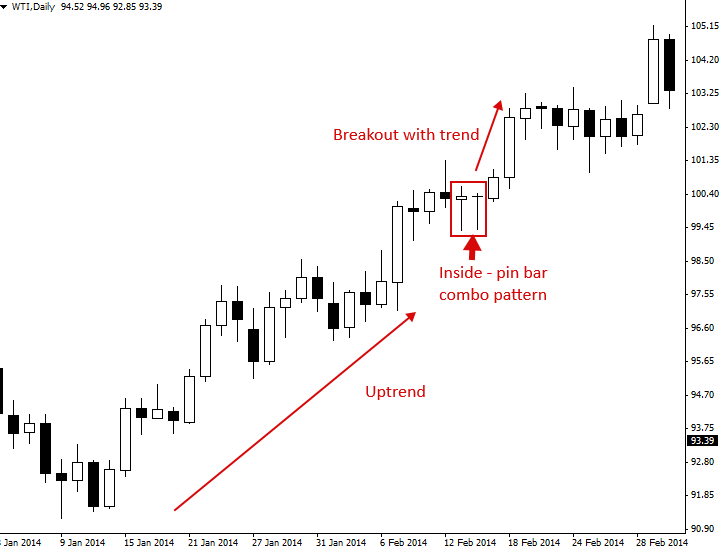 WTI,Daily 94.52 94.96 92.85 93.39
105.15
104.20
103.25
Breakout with trend
102.30
101.35
100.40
99.45
Inside - pin bar
combo pattern
98.50
97.55
96.60
95.65
Uptrend
94.70
93.75
93.39
92.80
91.85
90.90
Jan 2014 9 Jan 2014 15 Jan 2014 21 Jan 2014 27 Jan 2014 31 Jan 2014 6 Feb 2014 12 Feb 2014 18 Feb 2014 24 Feb 2014 28 Feb 2014